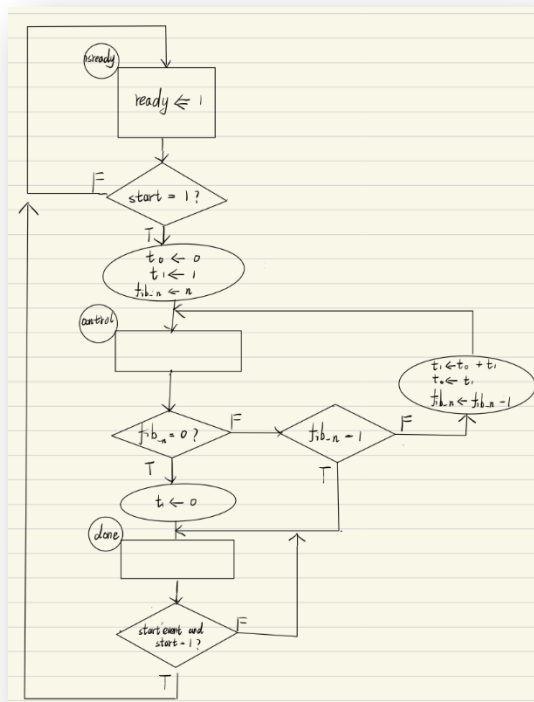 isready
ready ⇐ 1
F
start = 1 ?
T
t₀ ← 0
t₁ ← 1
fib_n ← n
control
t₁ ← t₀ + t₁
t₀ ← t₁
fib_n ← fib_n - 1
fib_n = 0 ?
F
fib_n - 1
F
T
T
t₁ ← 0
done
start'event and
start = 1 ?
F
T